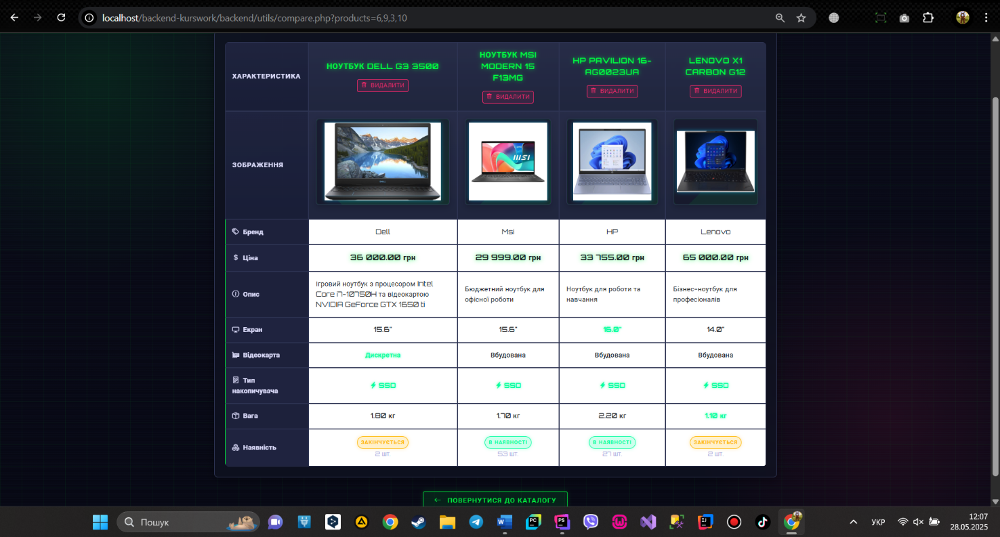 localhost/backend-kurswork/backend/utils/compare.php?products=6,9,3,10
ХАРАКТЕРИСТИКА
НОУТБУК DELL G3 3500
ВИДАЛИТИ
НОУТБУК MSI
MODERN 15
F13MG
ВИДАЛИТИ
HP PAVILION 16-
AG0023UA
ВИДАЛИТИ
LENOVO X1
CARBON G12
ВИДАЛИТИ
ЗОБРАЖЕННЯ
msi
Бренд
Dell
Msi
HP
Lenovo
Ціна
36 000.00 грн
29 999.00 грн
33 755.00 грн
65 000.00 грн
Опис
Ігровий ноутбук з процесором Intel
Core i7-10750H та відеокартою
NVIDIA GeForce GTX 1650 ti
Бюджетний ноутбук для
офісної роботи
Ноутбук для роботи та
навчання
Бізнес-ноутбук для
професіоналів
Екран
15.6"
15.6"
16.0"
14.0"
Відеокарта
Дискретна
Вбудована
Вбудована
Вбудована
Тип
накопичувача
SSD
SSD
SSD
SSD
Вага
1.80 кг
1.70 кг
2.20 кг
1.10 кг
Наявність
ЗАКІНЧУЄТЬСЯ
2 шт.
В НАЯВНОСТІ
53 шт.
В НАЯВНОСТІ
27 шт.
ЗАКІНЧУЄТЬСЯ
2 шт.
← ПОВЕРНУТИСЯ ДО КАТАЛОГУ
Пошук
PC
PS
IJ
УКР
12:07
28.05.2025